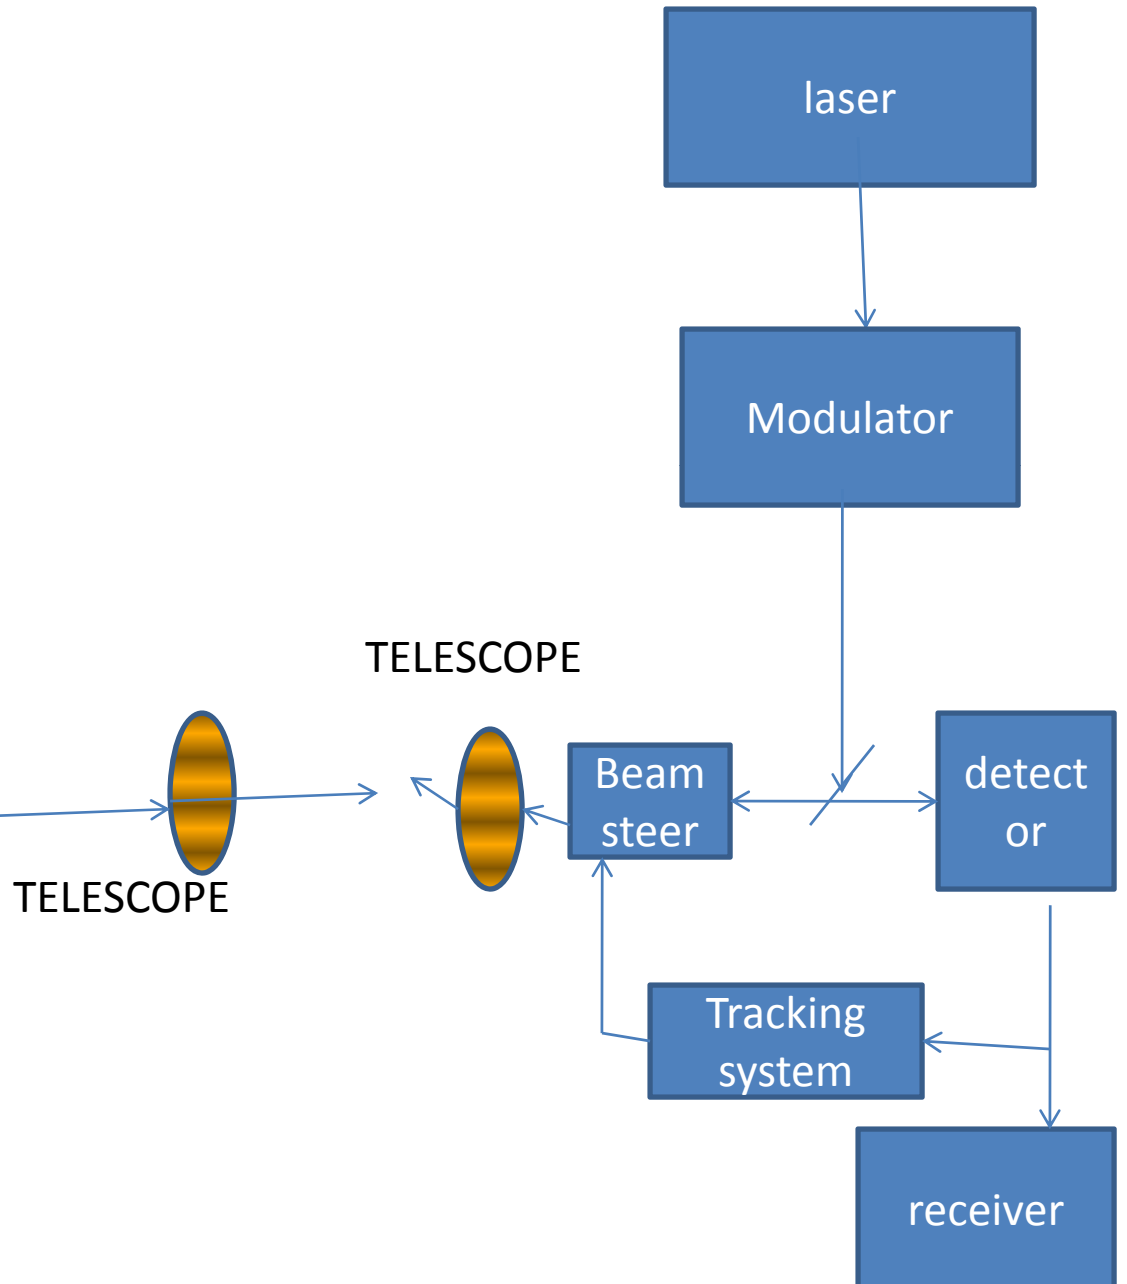 laser
Modulator
TELESCOPE
Beam
steer
detect
or
TELESCOPE
Tracking
system
receiver